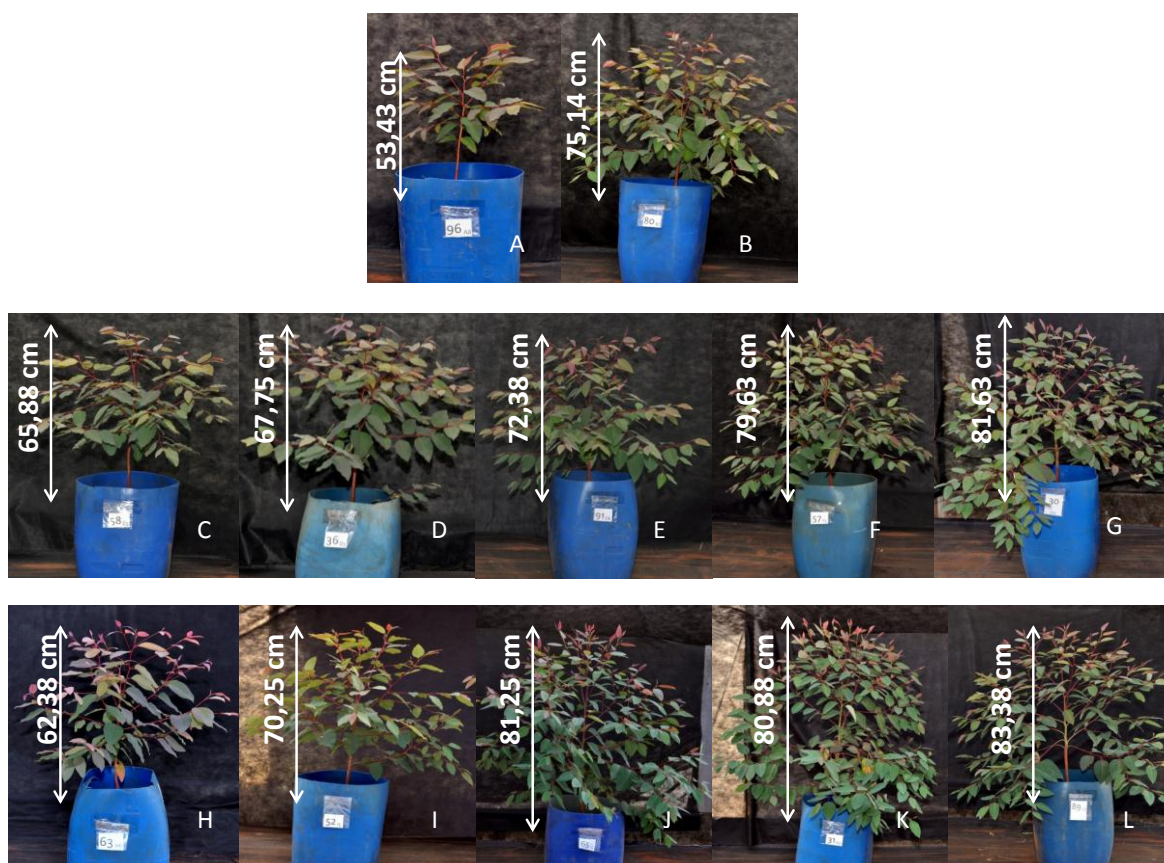 53,43 cm
96
A
75,14 cm
80
B
65,88 cm
58
C
67,75 cm
36
D
72,38 cm
91
E
79,63 cm
57
F
81,63 cm
30
G
62,38 cm
63
H
70,25 cm
52
I
81,25 cm
J
80,88 cm
31
K
83,38 cm
89
L